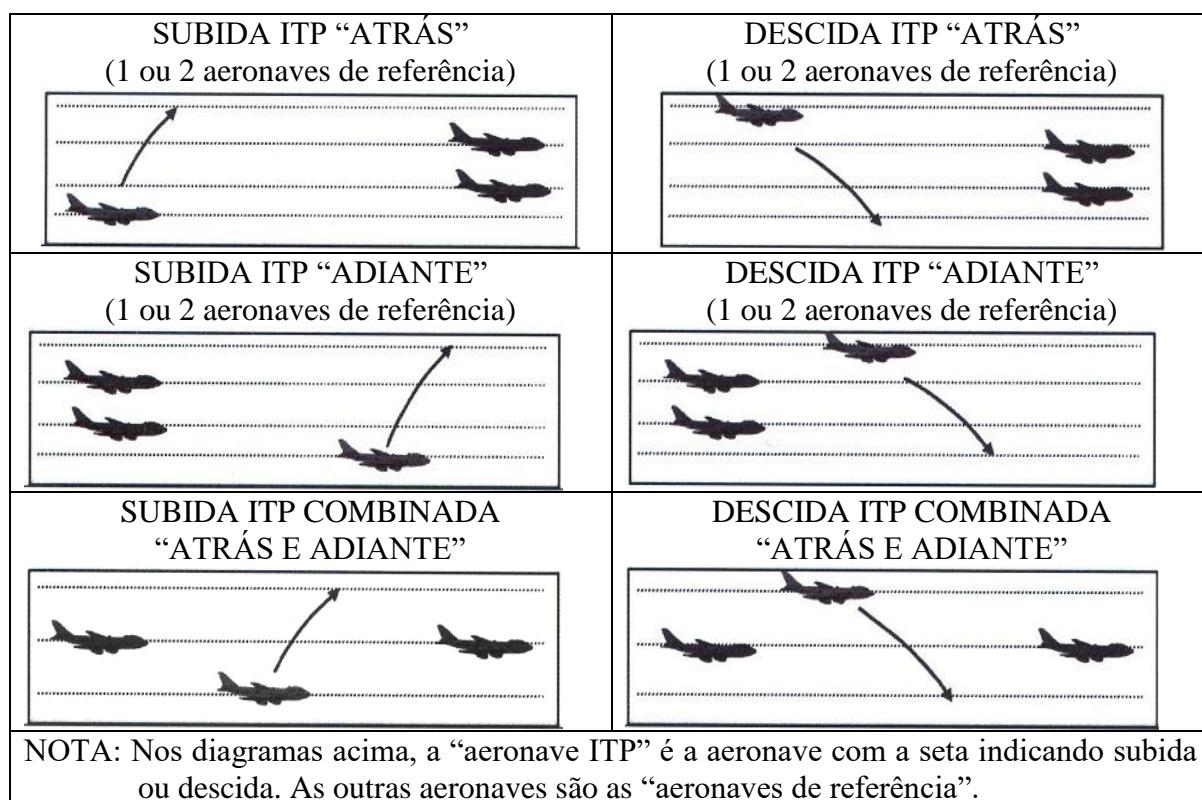 SUBIDA ITP “ATRÁS”
(1 ou 2 aeronaves de referência)
DESCIDA ITP “ATRÁS”
(1 ou 2 aeronaves de referência)
SUBIDA ITP “ADIANTE”
(1 ou 2 aeronaves de referência)
DESCIDA ITP “ADIANTE”
(1 ou 2 aeronaves de referência)
SUBIDA ITP COMBINADA
“ATRÁS E ADIANTE”
DESCIDA ITP COMBINADA
“ATRÁS E ADIANTE”
NOTA: Nos diagramas acima, a “aeronave ITP” é a aeronave com a seta indicando subida
ou descida. As outras aeronaves são as “aeronaves de referência”.